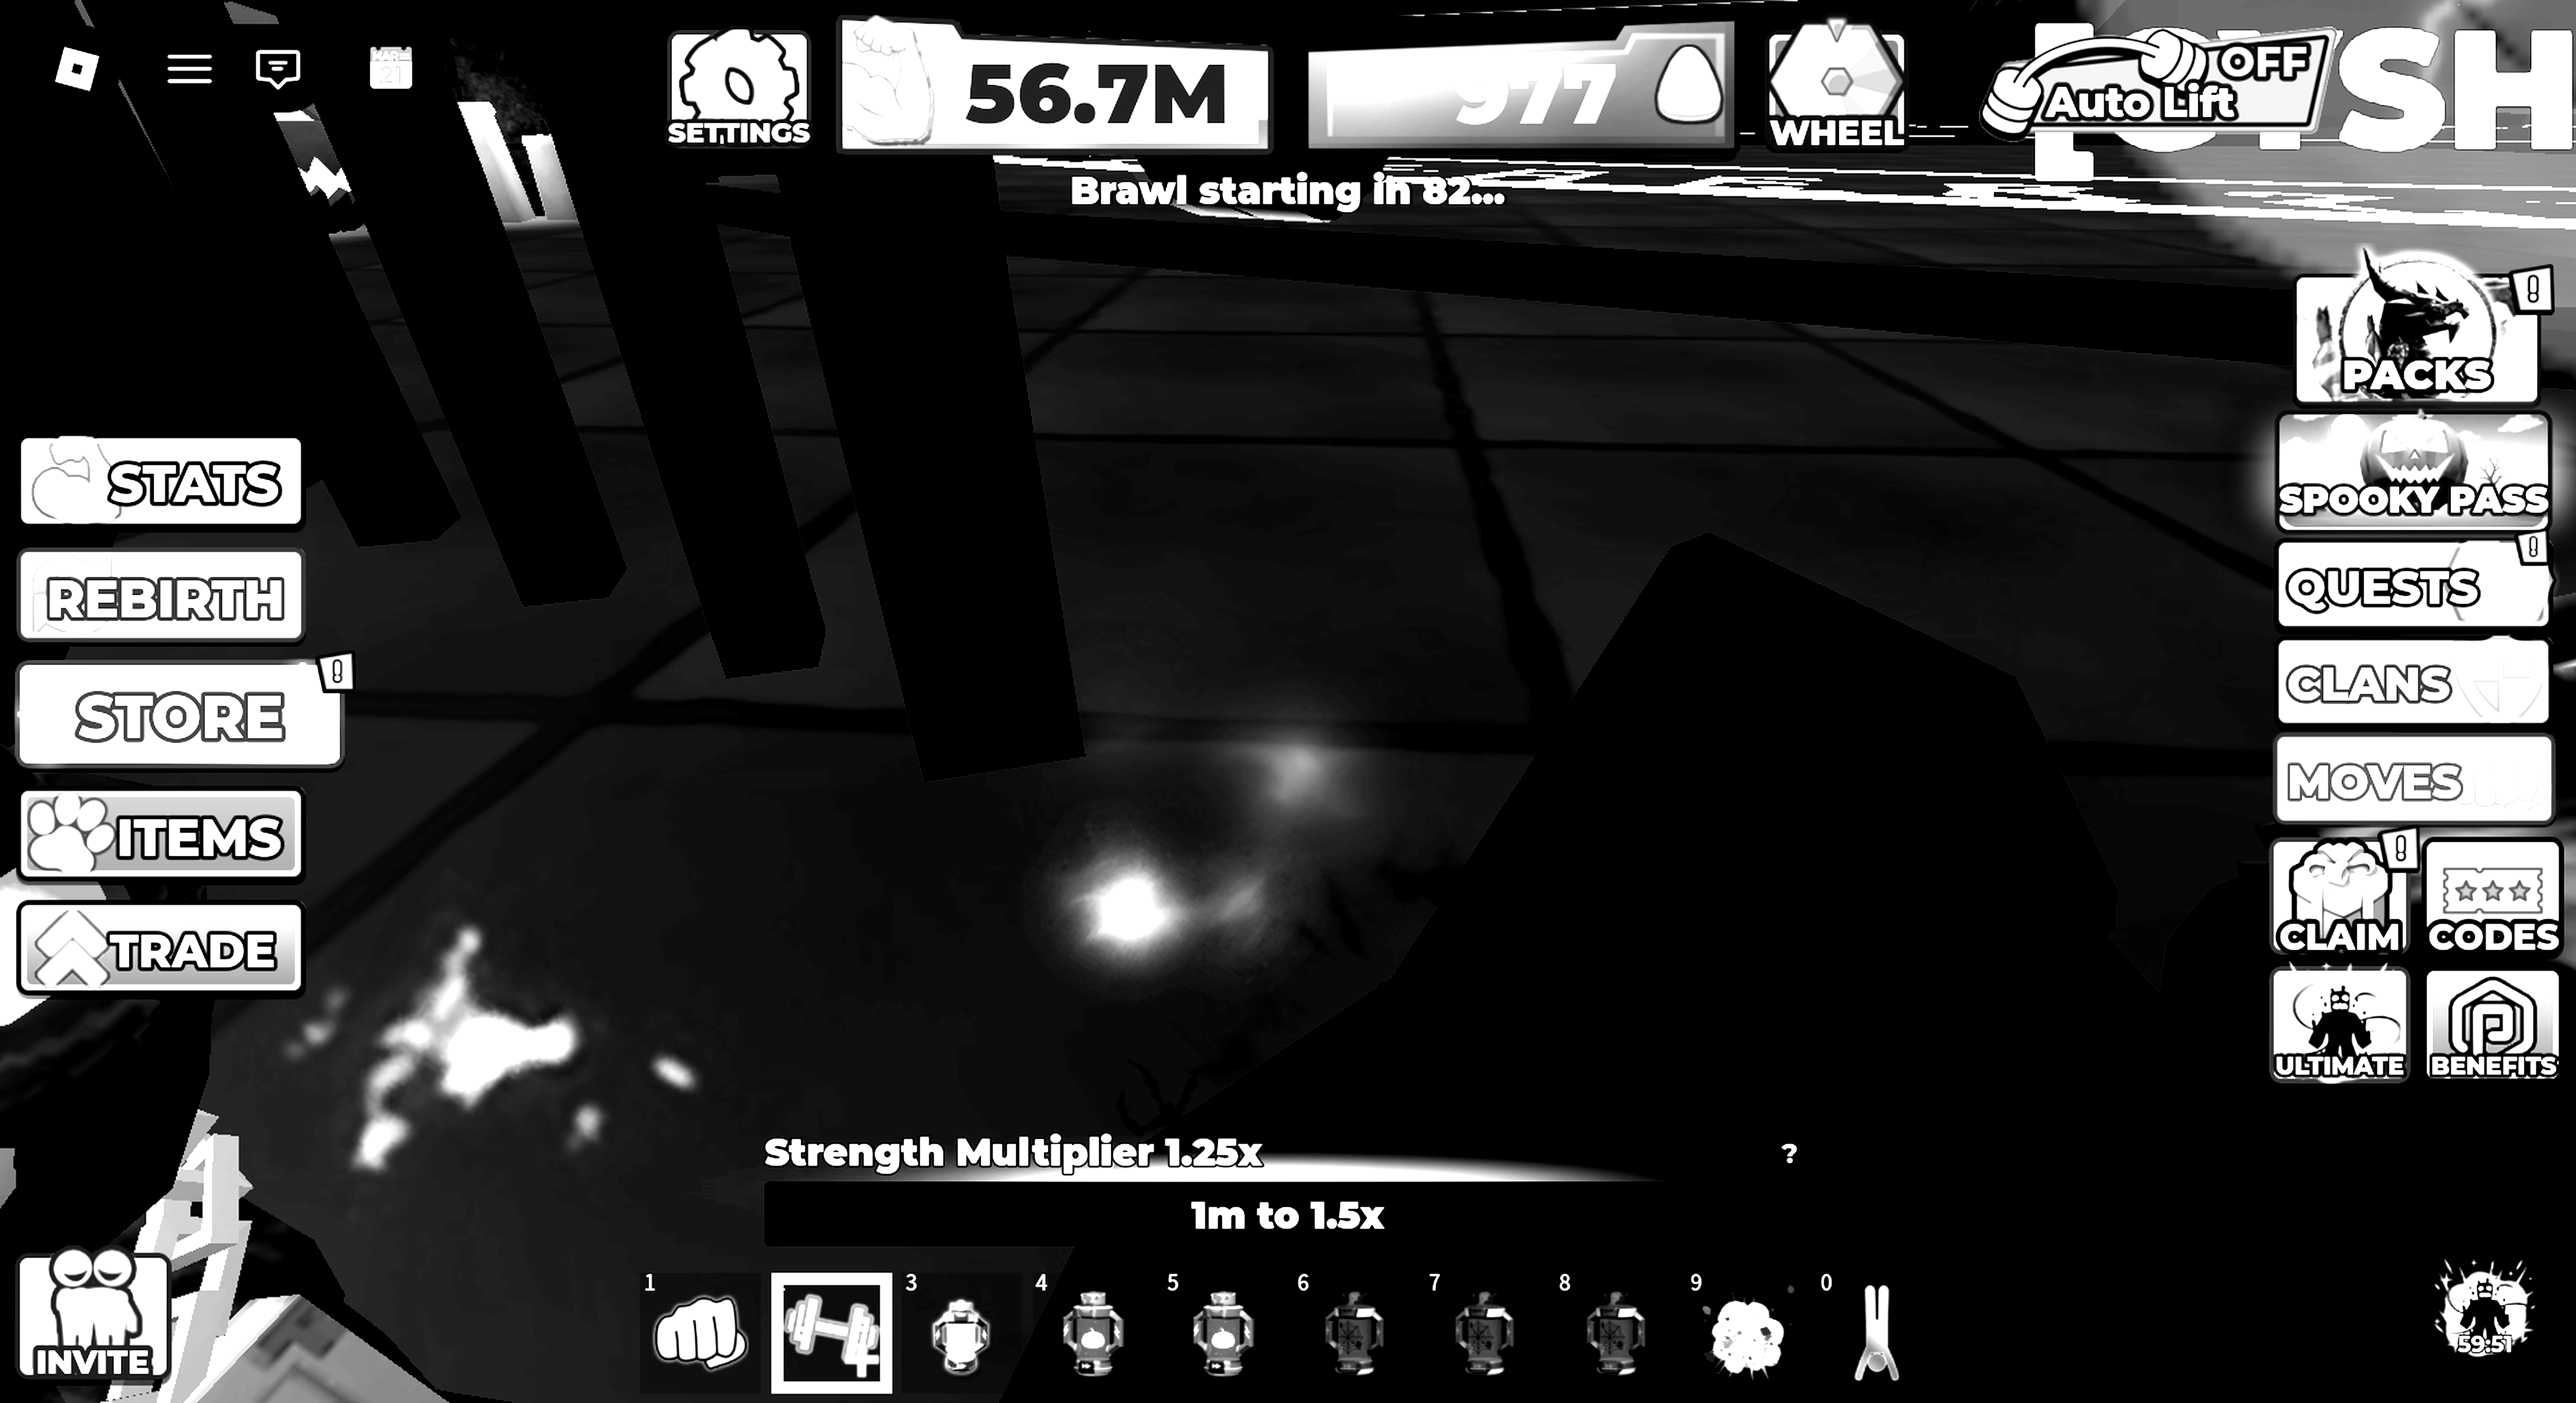 SETTINGS
56.7M
977
WHEEL
OFF
Auto Lift
SH
Brawl starting in 82...
PACKS
SPOOKY PASS
STATS
QUESTS
REBIRTH
CLANS
STORE
MOVES
ITEMS
CLAIM
CODES
TRADE
ULTIMATE
BENEFITS
Strength Multiplier 1.25x
?
1m to 1.5x
INVITE
1
3
4
5
6
7
8
9
0
59:51